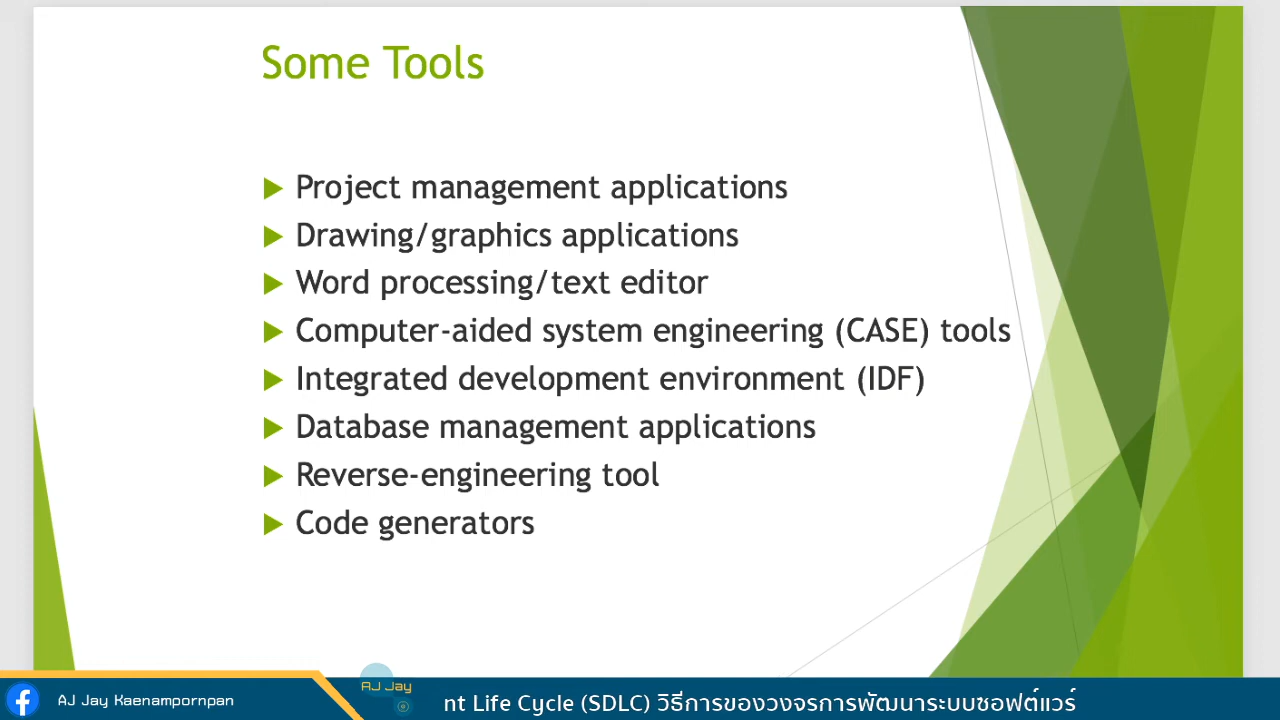 Some Tools
Project management applications
Drawing/graphics applications
Word processing/text editor
Computer-aided system engineering (CASE) tools
Integrated development environment (IDF)
Database management applications
Reverse-engineering tool
Code generators
AJ Jay Kaenampornpan
AJ Jay
nt Life Cycle (SDLC) วิธีการของวงจรการพัฒนาระบบซอฟต์แวร์